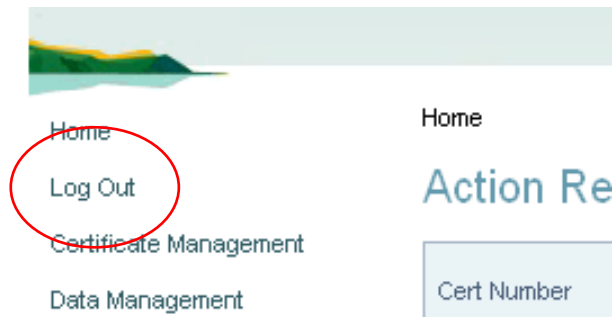 Home
Log Out
Certificate Management
Data Management
Home
Action Re
Cert Number